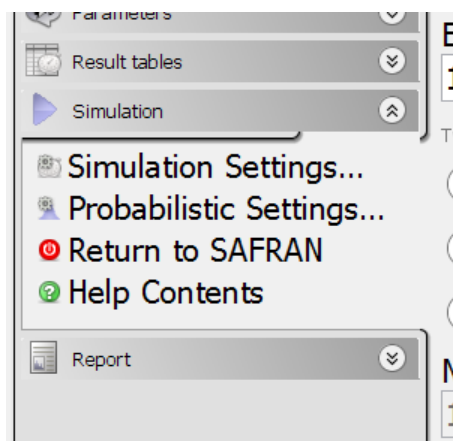 Parameters
Result tables
Simulation
Simulation Settings...
Probabilistic Settings...
Return to SAFRAN
Help Contents
Report